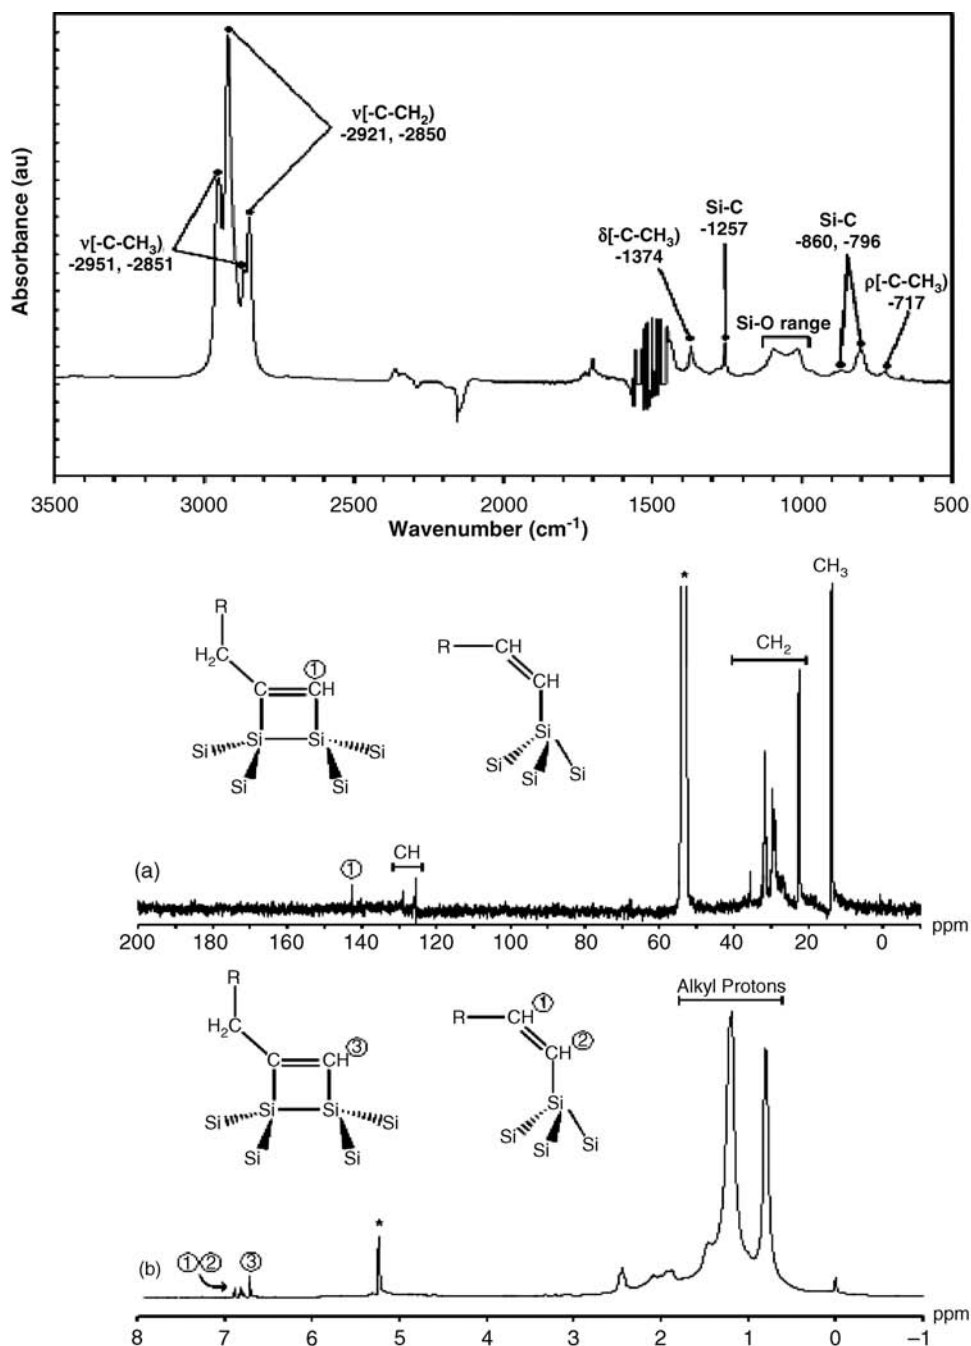 Absorbance (au)
ν[-C-CH₂)
-2921, -2850
ν[-C-CH₃)
-2951, -2851
δ[-C-CH₃)
-1374
Si-C
-1257
Si-O range
Si-C
-860, -796
ρ[-C-CH₃)
-717
3500 3000 2500 2000 1500 1000 500
Wavenumber (cm⁻¹)
R
H₂C
C
CH
①
Si Si
Si Si
Si Si
R
CH
CH
Si
Si
Si
Si
*
CH₂
CH₃
(a)
①
CH
200 180 160 140 120 100 80 60 40 20 0 ppm
R
H₂C
C
CH
③
Si Si
Si Si
Si Si
R
CH
①
CH
②
Si
Si
Si
Si
Alkyl Protons
*
(b)
① ②
③
8 7 6 5 4 3 2 1 0 −1 ppm